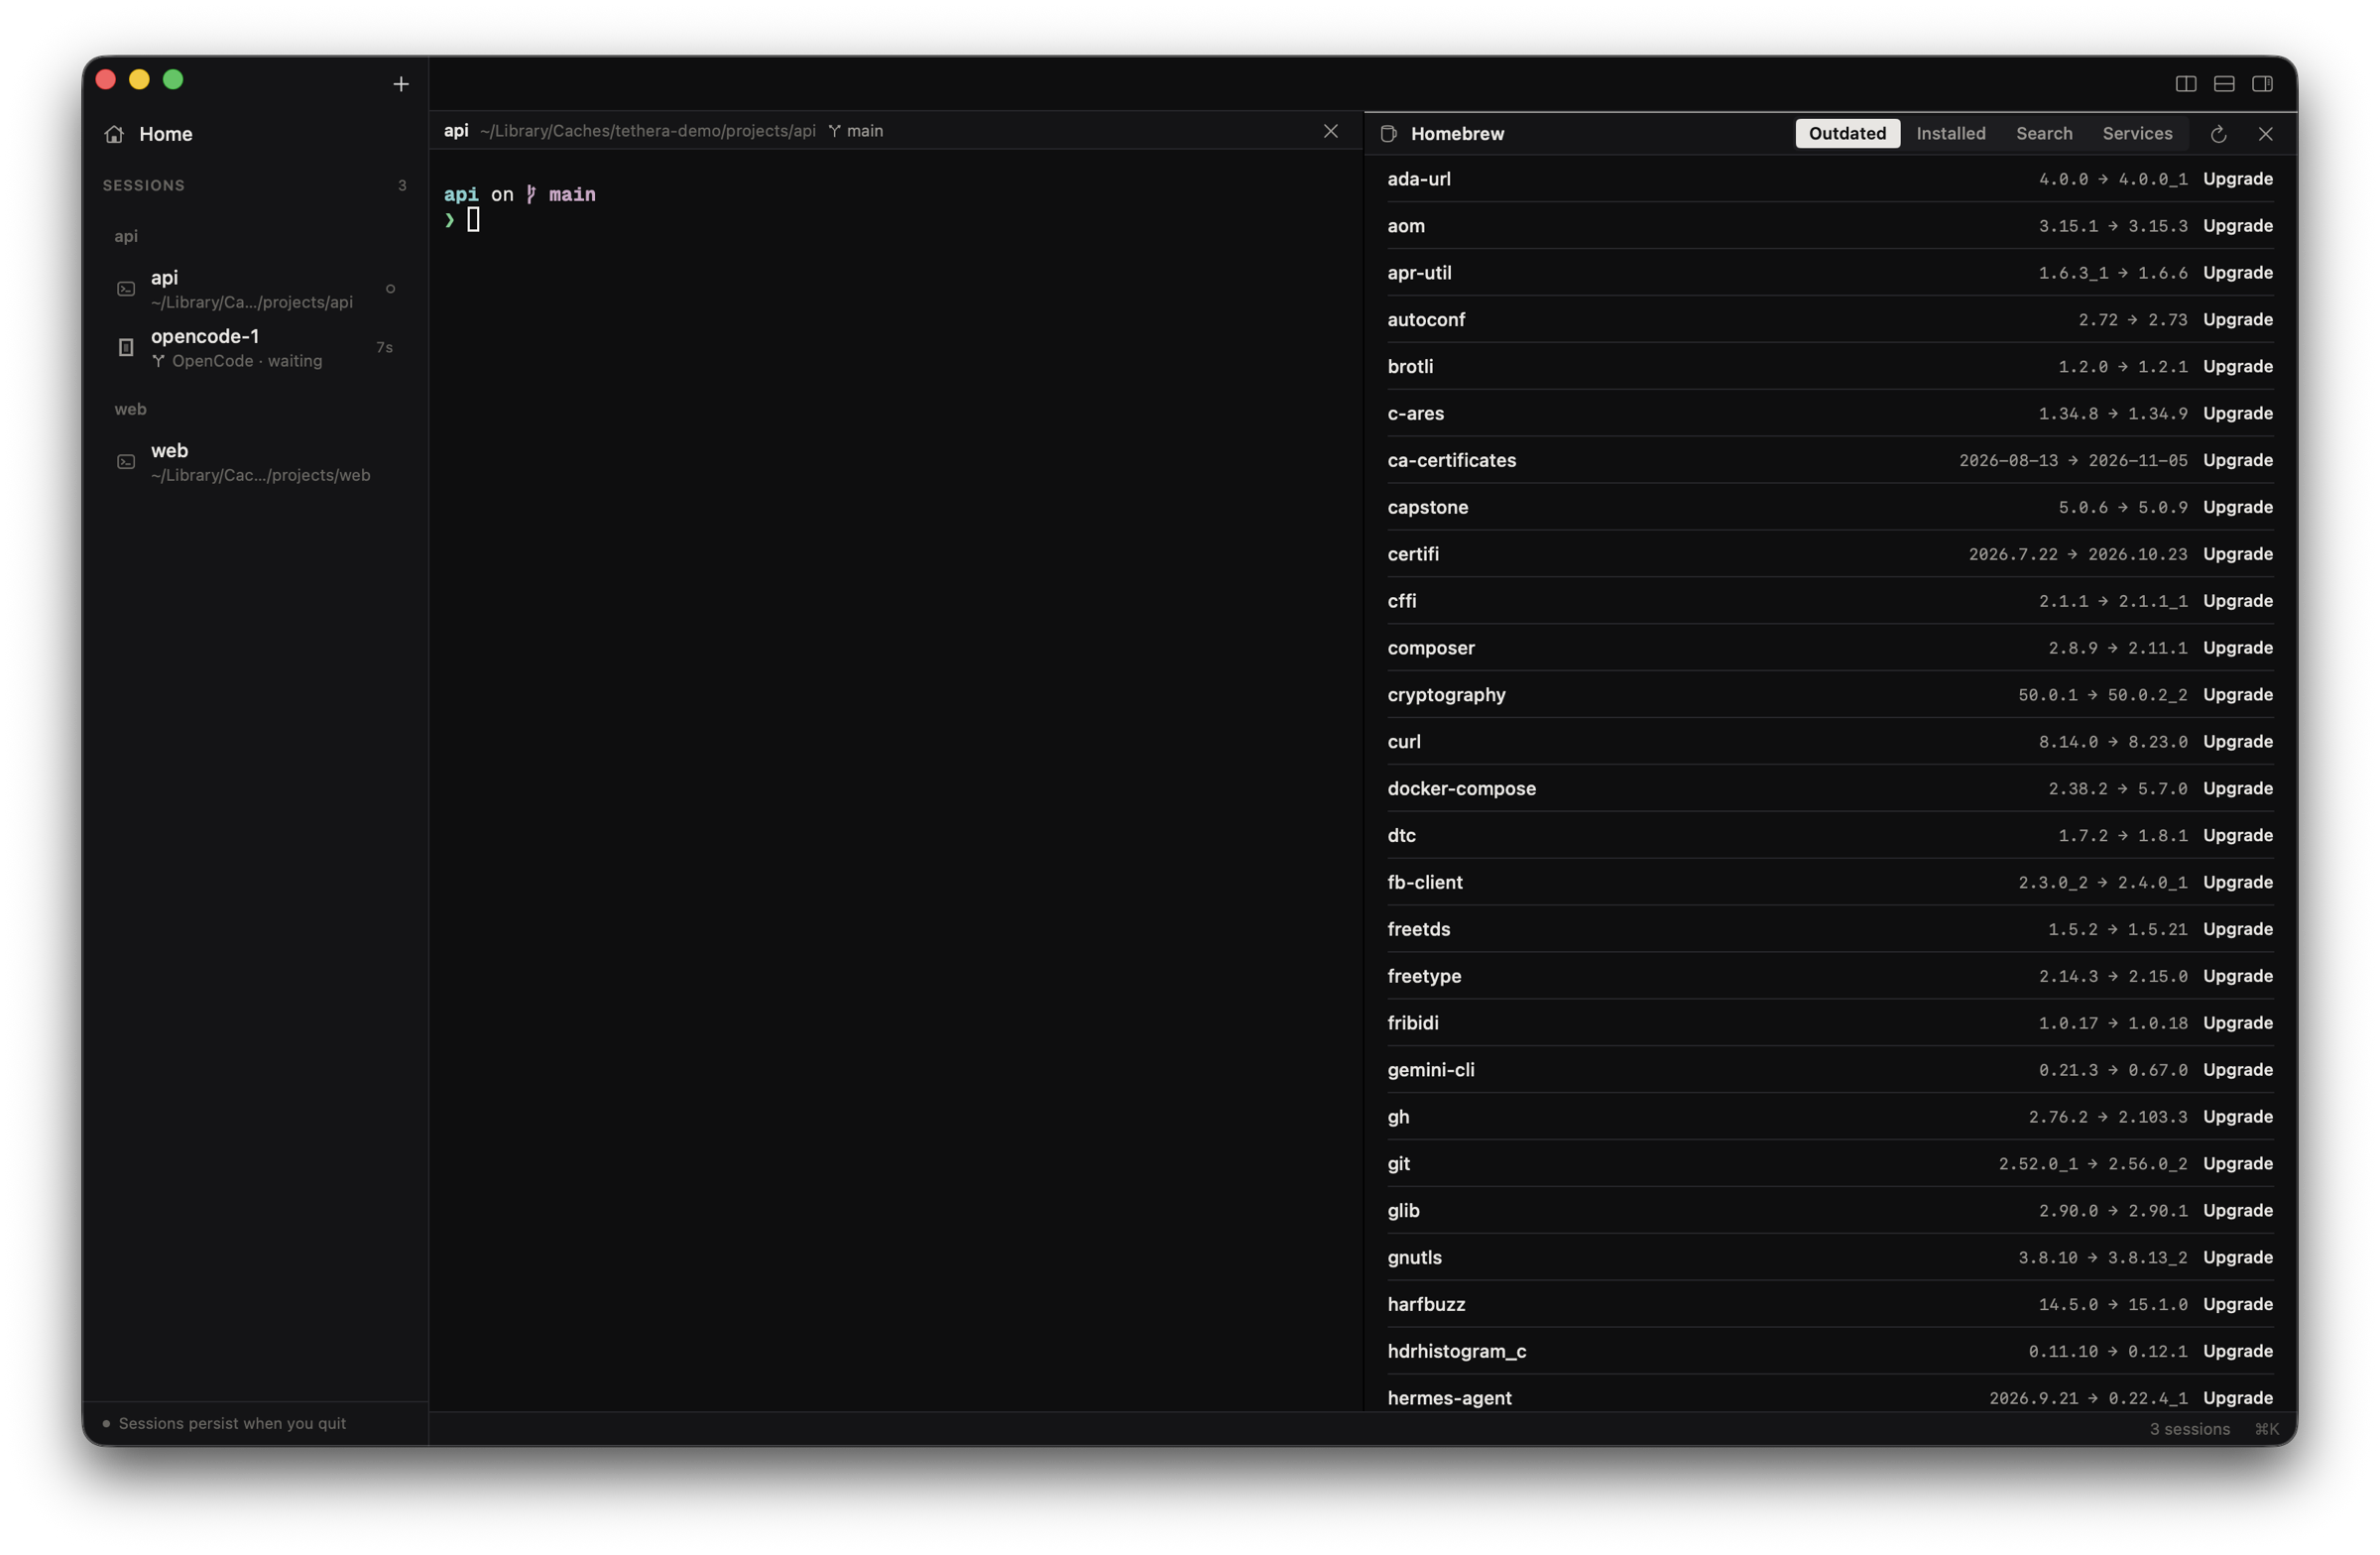 Home
SESSIONS 3
api
api
~/Library/Ca.../projects/api
opencode-1
OpenCode · waiting
7s
web
web
~/Library/Cac.../projects/web
Sessions persist when you quit
api ~/Library/Caches/tethera-demo/projects/api main
api on main
❯
Homebrew Outdated Installed Search Services
ada-url 4.0.0 → 4.0.0_1 Upgrade
aom 3.15.1 → 3.15.3 Upgrade
apr-util 1.6.3_1 → 1.6.6 Upgrade
autoconf 2.72 → 2.73 Upgrade
brotli 1.2.0 → 1.2.1 Upgrade
c-ares 1.34.8 → 1.34.9 Upgrade
ca-certificates 2026-08-13 → 2026-11-05 Upgrade
capstone 5.0.6 → 5.0.9 Upgrade
certifi 2026.7.22 → 2026.10.23 Upgrade
cffi 2.1.1 → 2.1.1_1 Upgrade
composer 2.8.9 → 2.11.1 Upgrade
cryptography 50.0.1 → 50.0.2_2 Upgrade
curl 8.14.0 → 8.23.0 Upgrade
docker-compose 2.38.2 → 5.7.0 Upgrade
dtc 1.7.2 → 1.8.1 Upgrade
fb-client 2.3.0_2 → 2.4.0_1 Upgrade
freetds 1.5.2 → 1.5.21 Upgrade
freetype 2.14.3 → 2.15.0 Upgrade
fribidi 1.0.17 → 1.0.18 Upgrade
gemini-cli 0.21.3 → 0.67.0 Upgrade
gh 2.76.2 → 2.103.3 Upgrade
git 2.52.0_1 → 2.56.0_2 Upgrade
glib 2.90.0 → 2.90.1 Upgrade
gnutls 3.8.10 → 3.8.13_2 Upgrade
harfbuzz 14.5.0 → 15.1.0 Upgrade
hdrhistogram_c 0.11.10 → 0.12.1 Upgrade
hermes-agent 2026.9.21 → 0.22.4_1 Upgrade
3 sessions ⌘K